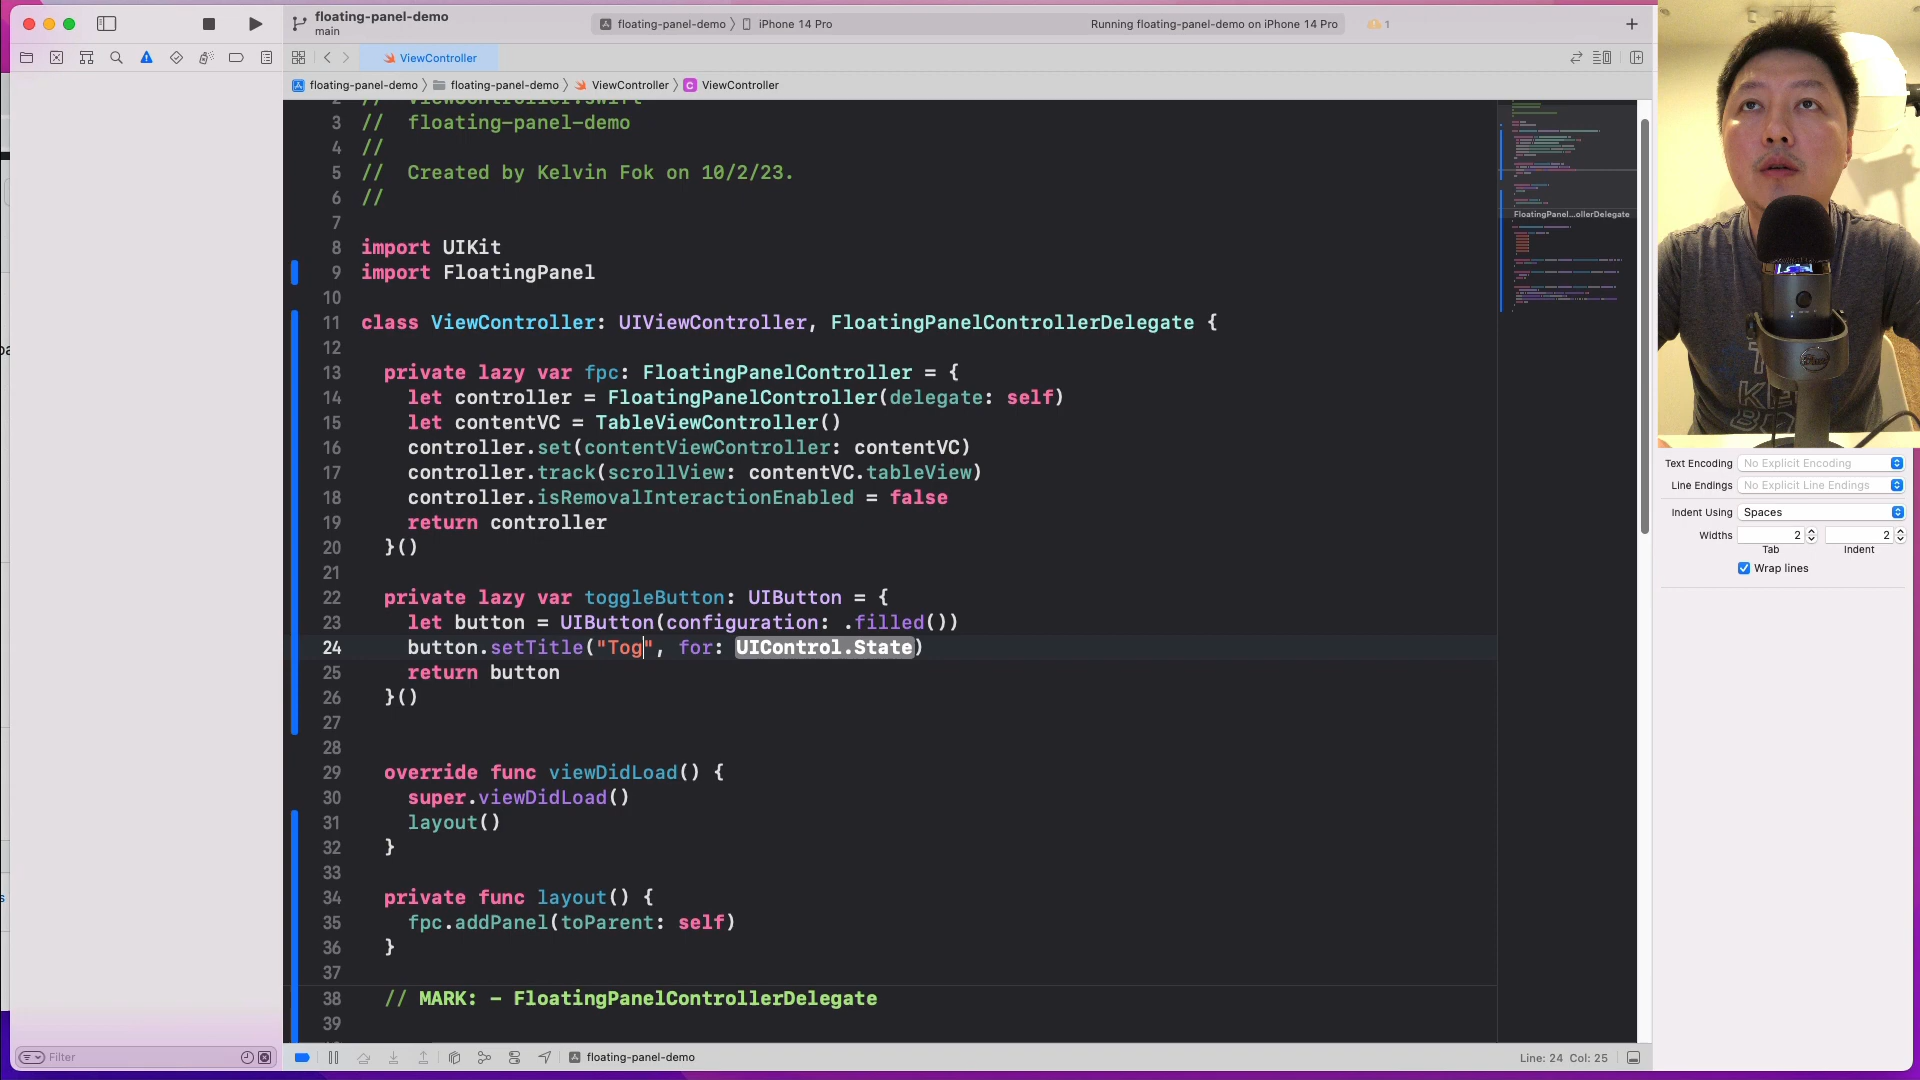 floating-panel-demo
main
floating-panel-demo 〉 iPhone 14 Pro
Running floating-panel-demo on iPhone 14 Pro
1
ViewController
floating-panel-demo 〉 floating-panel-demo 〉 ViewController 〉 C ViewController
2 // ViewController.swift
3 // floating-panel-demo
4 //
5 // Created by Kelvin Fok on 10/2/23.
6 //
7
8 import UIKit
9 import FloatingPanel
10
11 class ViewController: UIViewController, FloatingPanelControllerDelegate {
12
13 private lazy var fpc: FloatingPanelController = {
14 let controller = FloatingPanelController(delegate: self)
15 let contentVC = TableViewController()
16 controller.set(contentViewController: contentVC)
17 controller.track(scrollView: contentVC.tableView)
18 controller.isRemovalInteractionEnabled = false
19 return controller
20 }()
21
22 private lazy var toggleButton: UIButton = {
23 let button = UIButton(configuration: .filled())
24 button.setTitle("Tog", for: UIControl.State)
25 return button
26 }()
27
28
29 override func viewDidLoad() {
30 super.viewDidLoad()
31 layout()
32 }
33
34 private func layout() {
35 fpc.addPanel(toParent: self)
36 }
37
38 // MARK: - FloatingPanelControllerDelegate
39
FloatingPanel...ollerDelegate
Text Encoding No Explicit Encoding
Line Endings No Explicit Line Endings
Indent Using Spaces
Widths 2 2
Tab Indent
Wrap lines
Filter
floating-panel-demo
Line: 24 Col: 25